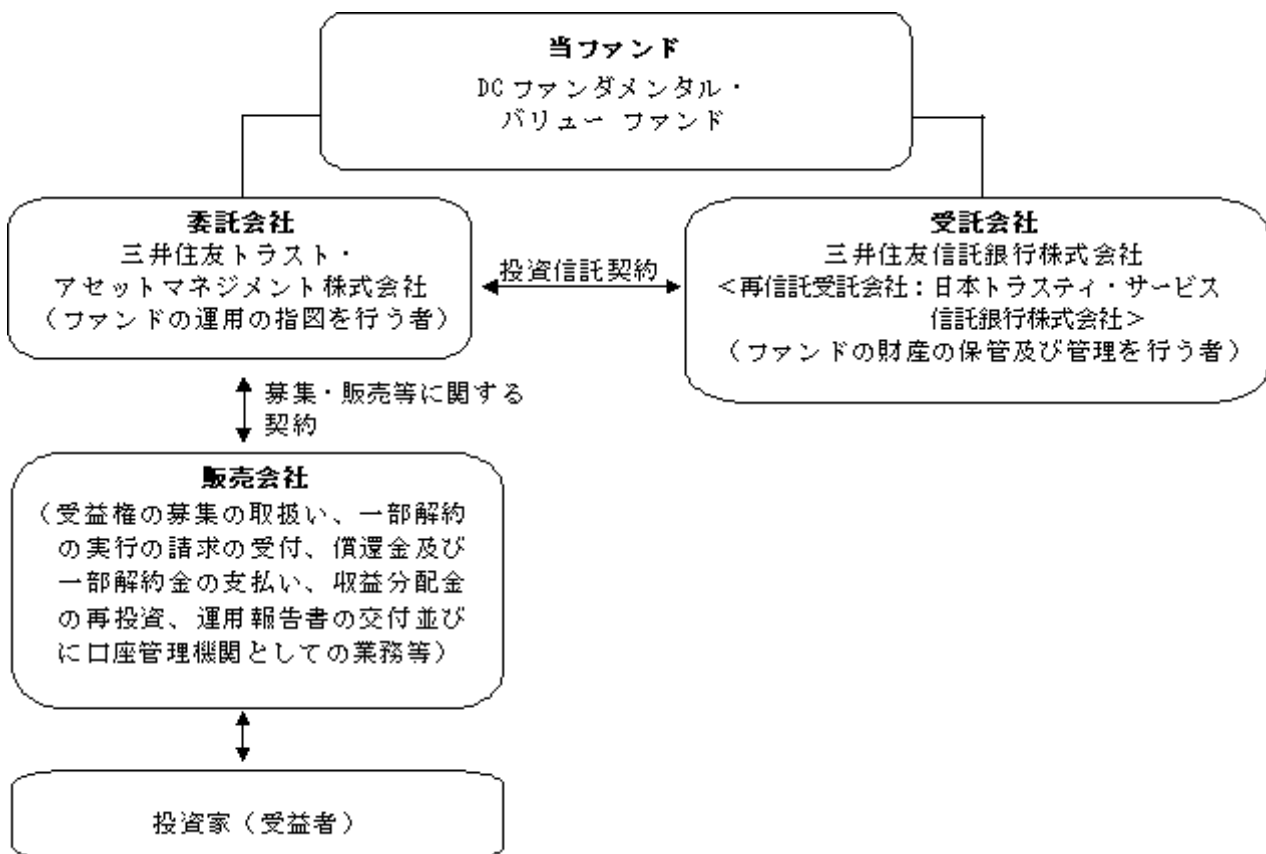 当ファンド
DCファンダメンタル・
バリュー ファンド
委託会社
三井住友トラスト・
アセットマネジメント株式会社
（ファンドの運用の指図を行う者）
投資信託契約
受託会社
三井住友信託銀行株式会社
＜再信託受託会社：日本トラスティ・サービス
信託銀行株式会社＞
（ファンドの財産の保管及び管理を行う者）
募集・販売等に関する
契約
販売会社
（受益権の募集の取扱い、一部解約
の実行の請求の受付、償還金及び
一部解約金の支払い、収益分配金
の再投資、運用報告書の交付並び
に口座管理機関としての業務等）
投資家（受益者）